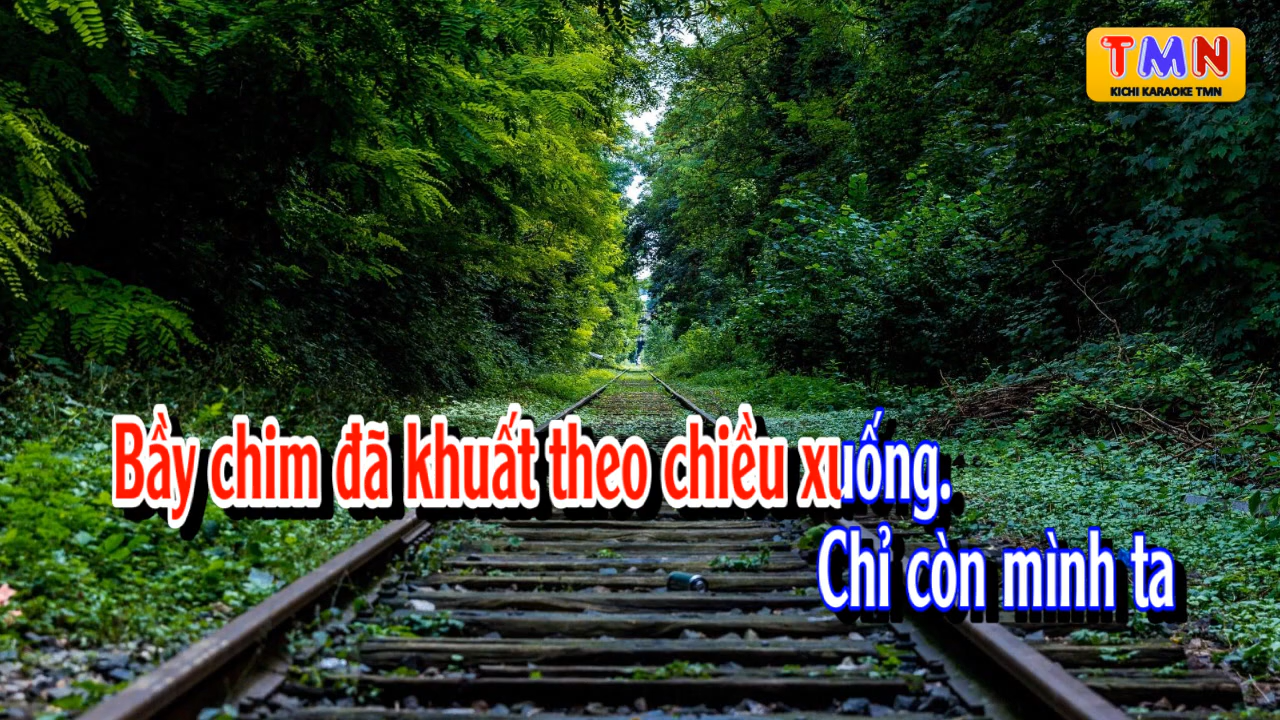 TMN
KICHI KARAOKE TMN
Bầy chim đã khuất theo chiều xuống.
Chỉ còn mình ta